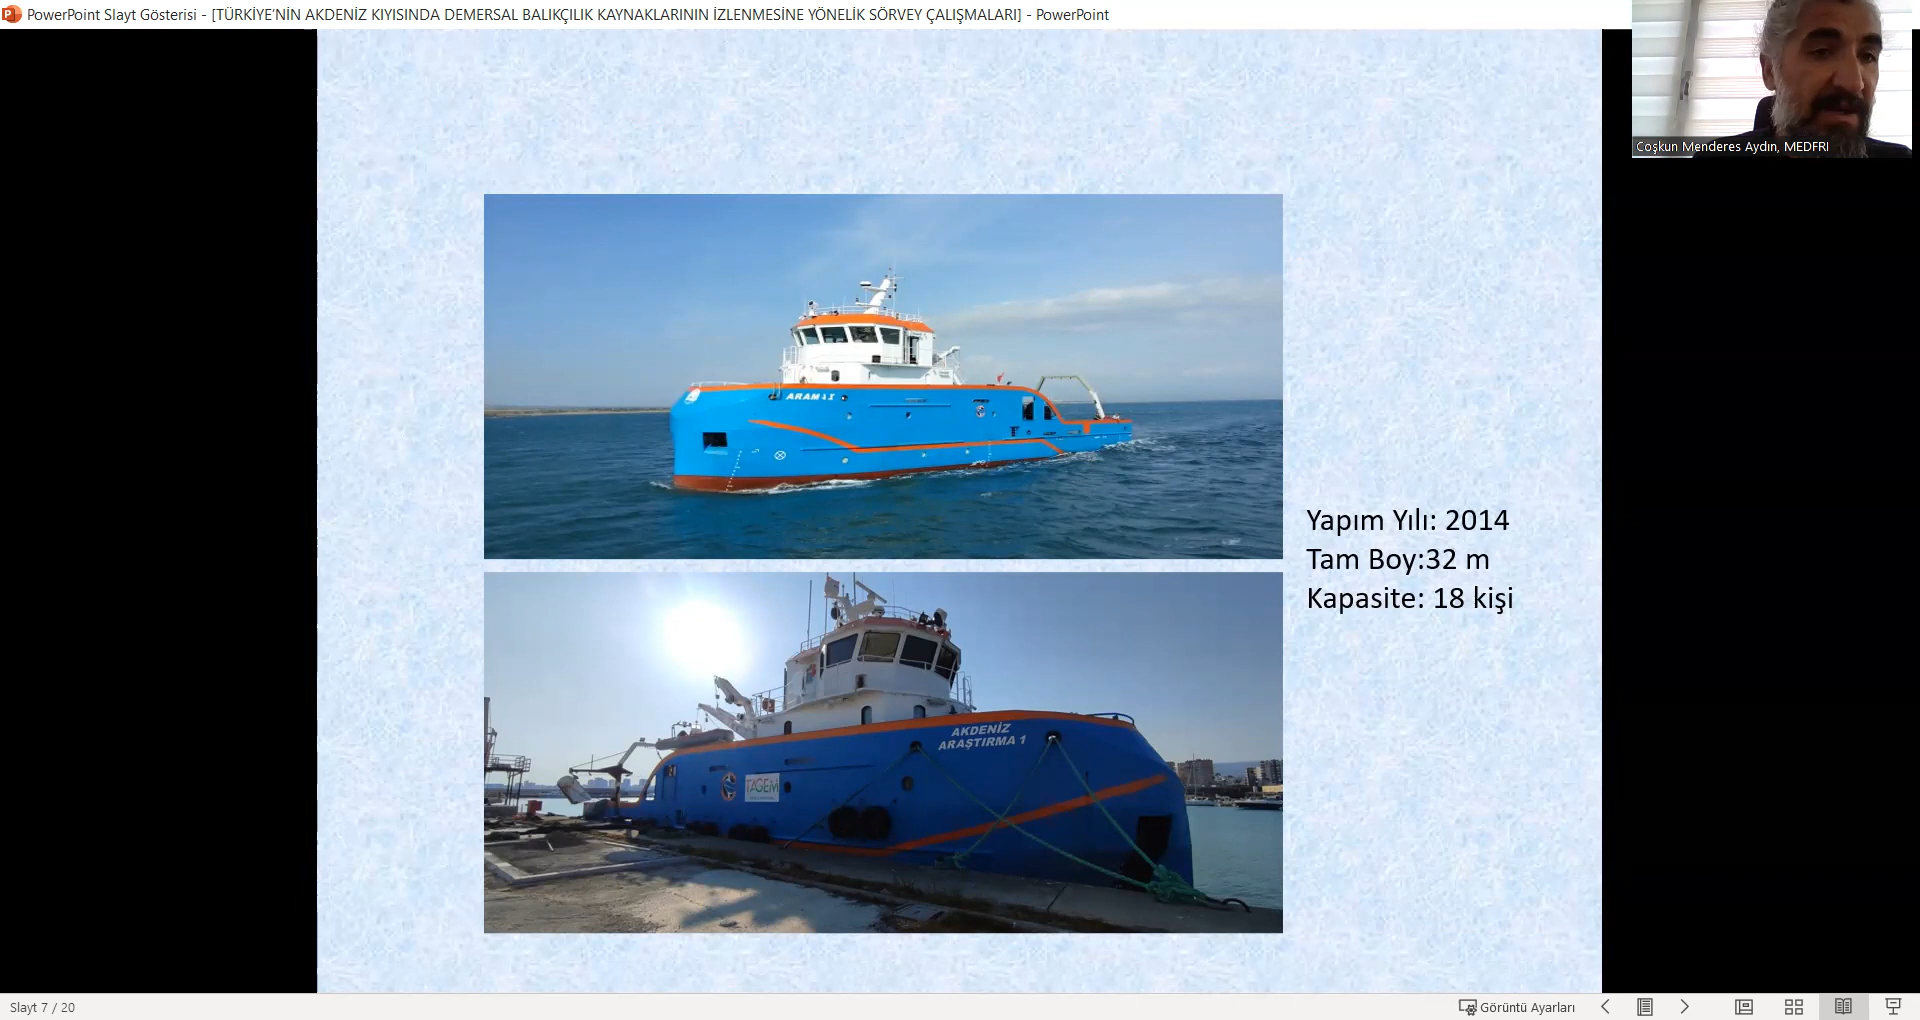 PowerPoint Slayt Gösterisi - [TÜRKİYE'NİN AKDENİZ KIYISINDA DEMERSAL BALIKÇILIK KAYNAKLARININ İZLENMESİNE YÖNELİK SÖRVEY ÇALIŞMALARI] - PowerPoint
Coşkun Menderes Aydın, MEDFRI
Yapım Yılı: 2014
Tam Boy:32 m
Kapasite: 18 kişi
AKDENİZ
ARAŞTIRMA 1
TAGEM
Slayt 7 / 20
Görüntü Ayarları